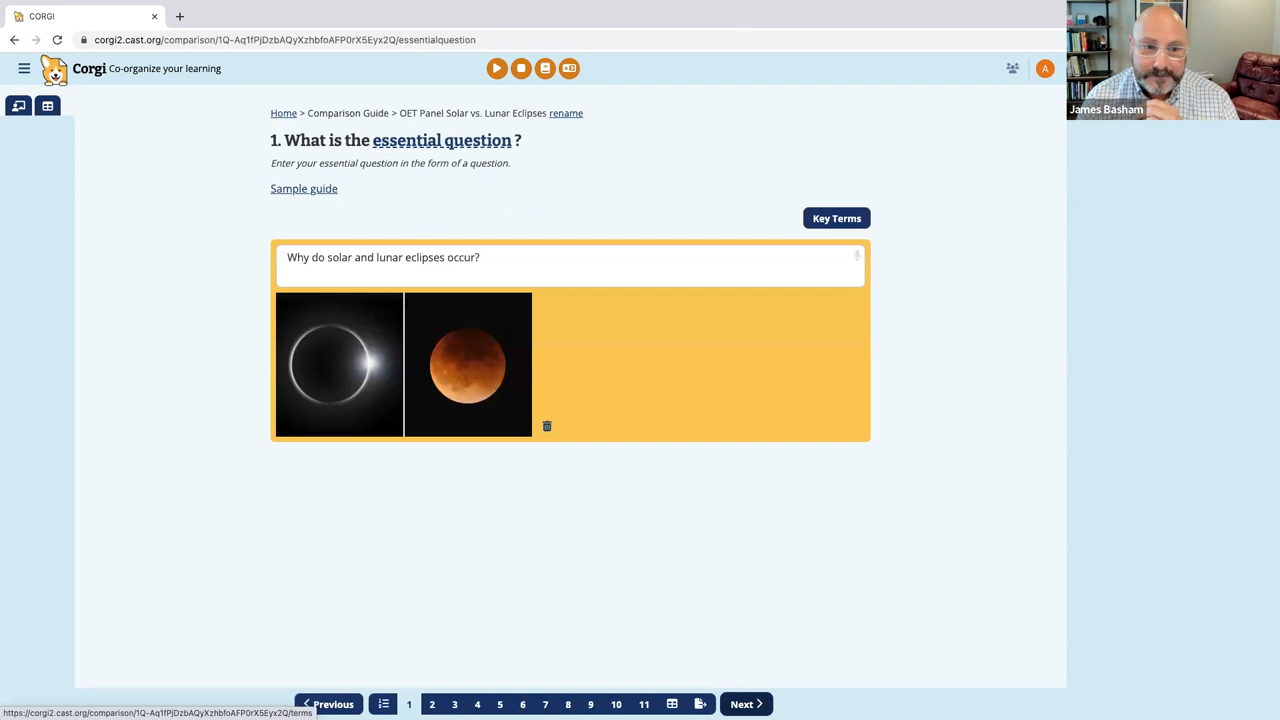 CORGI
corgi2.cast.org/comparison/1Q-Aq1fPjDzbAQyXzhbfoAFP0rX5Eyx2Q/essentialquestion
Corgi Co-organize your learning
A
James Basham
Home > Comparison Guide > OET Panel Solar vs. Lunar Eclipses rename
1. What is the essential question ?
Enter your essential question in the form of a question.
Sample guide
Key Terms
Why do solar and lunar eclipses occur?
Previous 1 2 3 4 5 6 7 8 9 10 11 Next
https://corgi2.cast.org/comparison/1Q-Aq1fPjDzbAQyXzhbfoAFP0rX5Eyx2Q/terms